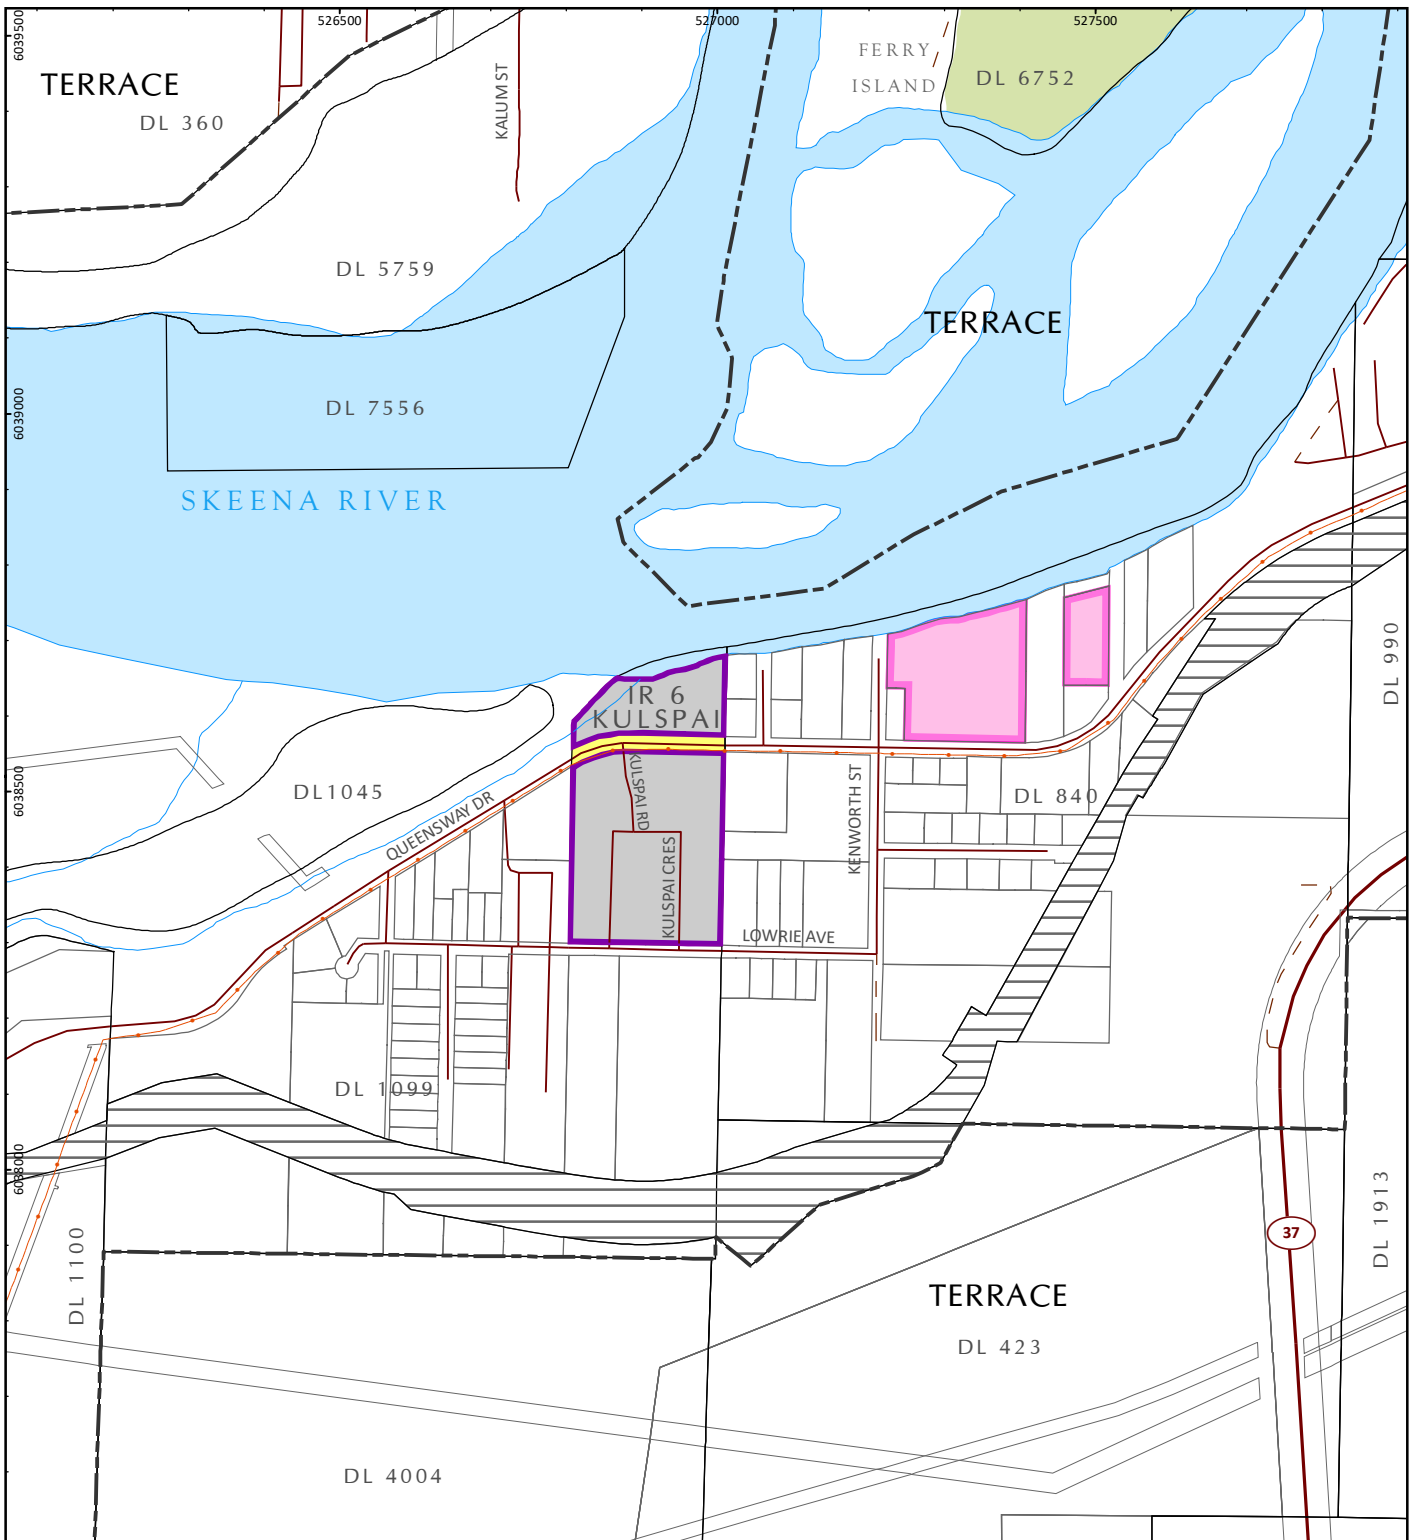 526500
527000
527500
6039500
TERRACE
DL 360
KALUM ST
FERRY
ISLAND
DL 6752
DL 5759
TERRACE
6039000
DL 7556
SKEENA RIVER
DL 990
IR 6
KULSPAI
6038500
DL1045
QUEENSWAY DR
KULSPAI RD
KULSPAI CRES
KENWORTH ST
DL 840
LOWRIE AVE
DL 1099
6038000
DL 1100
37
DL 1913
TERRACE
DL 423
DL 4004